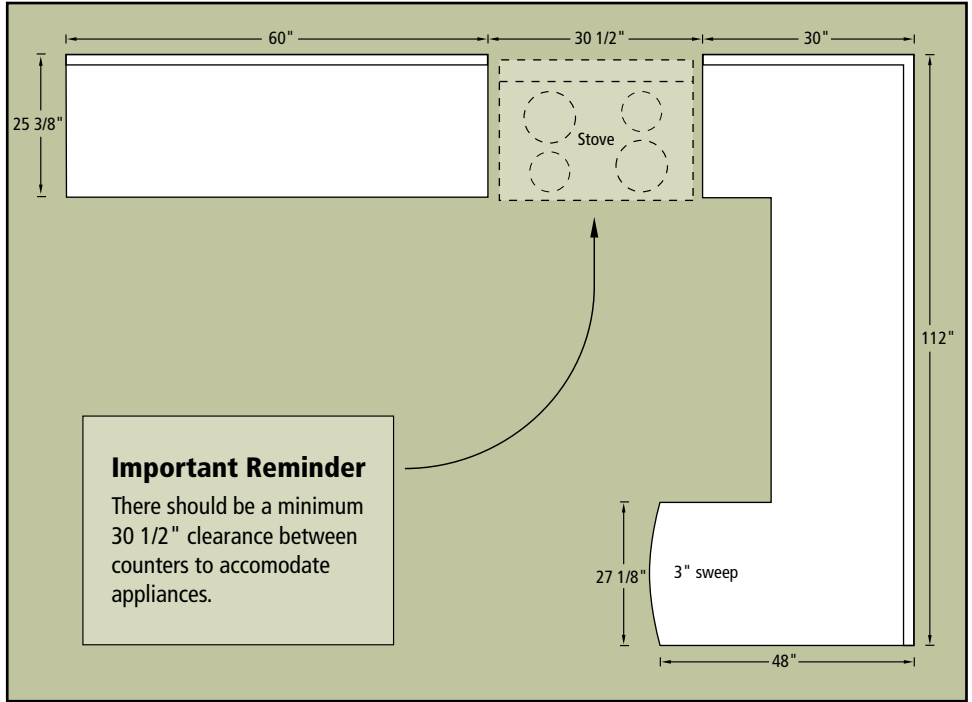 60"
30 1/2"
30"
25 3/8"
Stove
112"
Important Reminder
There should be a minimum
30 1/2" clearance between
counters to accomodate
appliances.
27 1/8"
3" sweep
48"